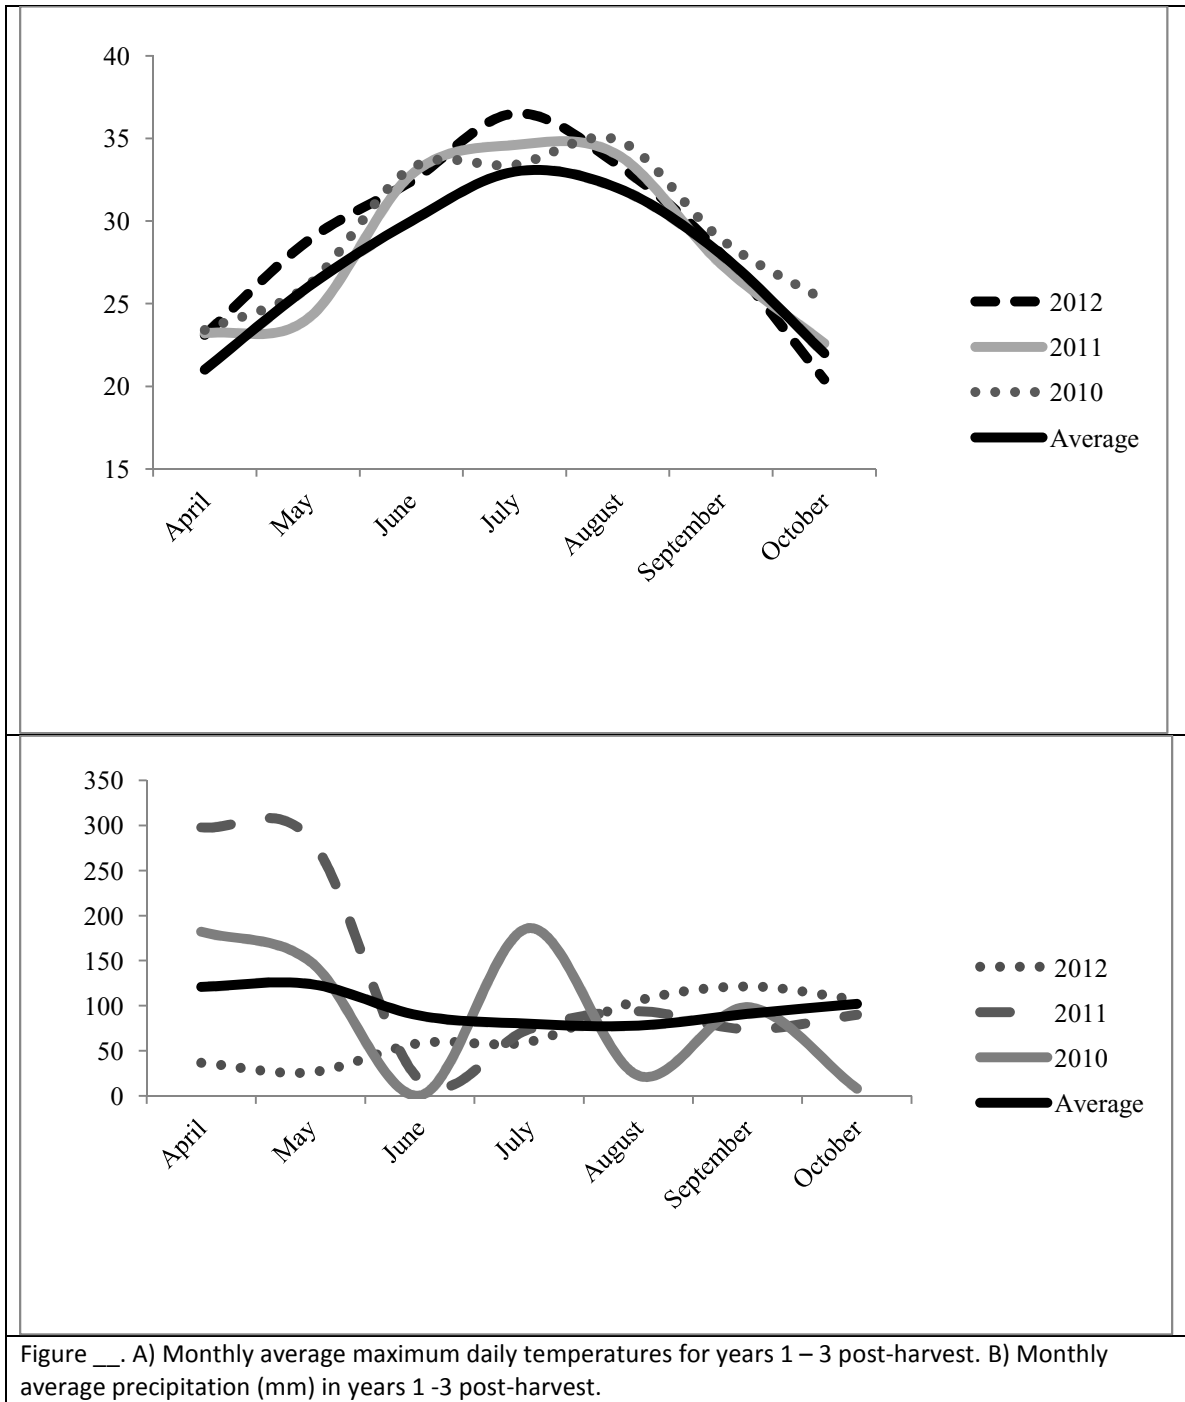 40
35
30
25
20
15
April
May
June
July
August
September
October
2012
2011
2010
Average
350
300
250
200
150
100
50
0
April
May
June
July
August
September
October
2012
2011
2010
Average
Figure __. A) Monthly average maximum daily temperatures for years 1 – 3 post-harvest. B) Monthly
average precipitation (mm) in years 1 -3 post-harvest.